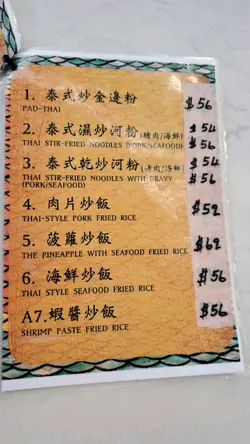 1. 泰式炒金邊粉 $56
PAD-THAI
2. 泰式濕炒河粉(豬肉/海鮮) $54
THAI STIR-FRIED NOODLES (PORK/SEAFOOD) $56
3. 泰式乾炒河粉(豬肉/海鮮) $54
THAI STIR-FRIED NOODLES WITH GRAVY $56
(PORK/SEAFOOD)
4. 肉片炒飯 $52
THAI-STYLE PORK FRIED RICE
5. 菠蘿炒飯 $62
THE PINEAPPLE WITH SEAFOOD FRIED RICE
6. 海鮮炒飯 $56
THAI STYLE SEAFOOD FRIED RICE
A7.蝦醬炒飯 $56
SHRIMP PASTE FRIED RICE